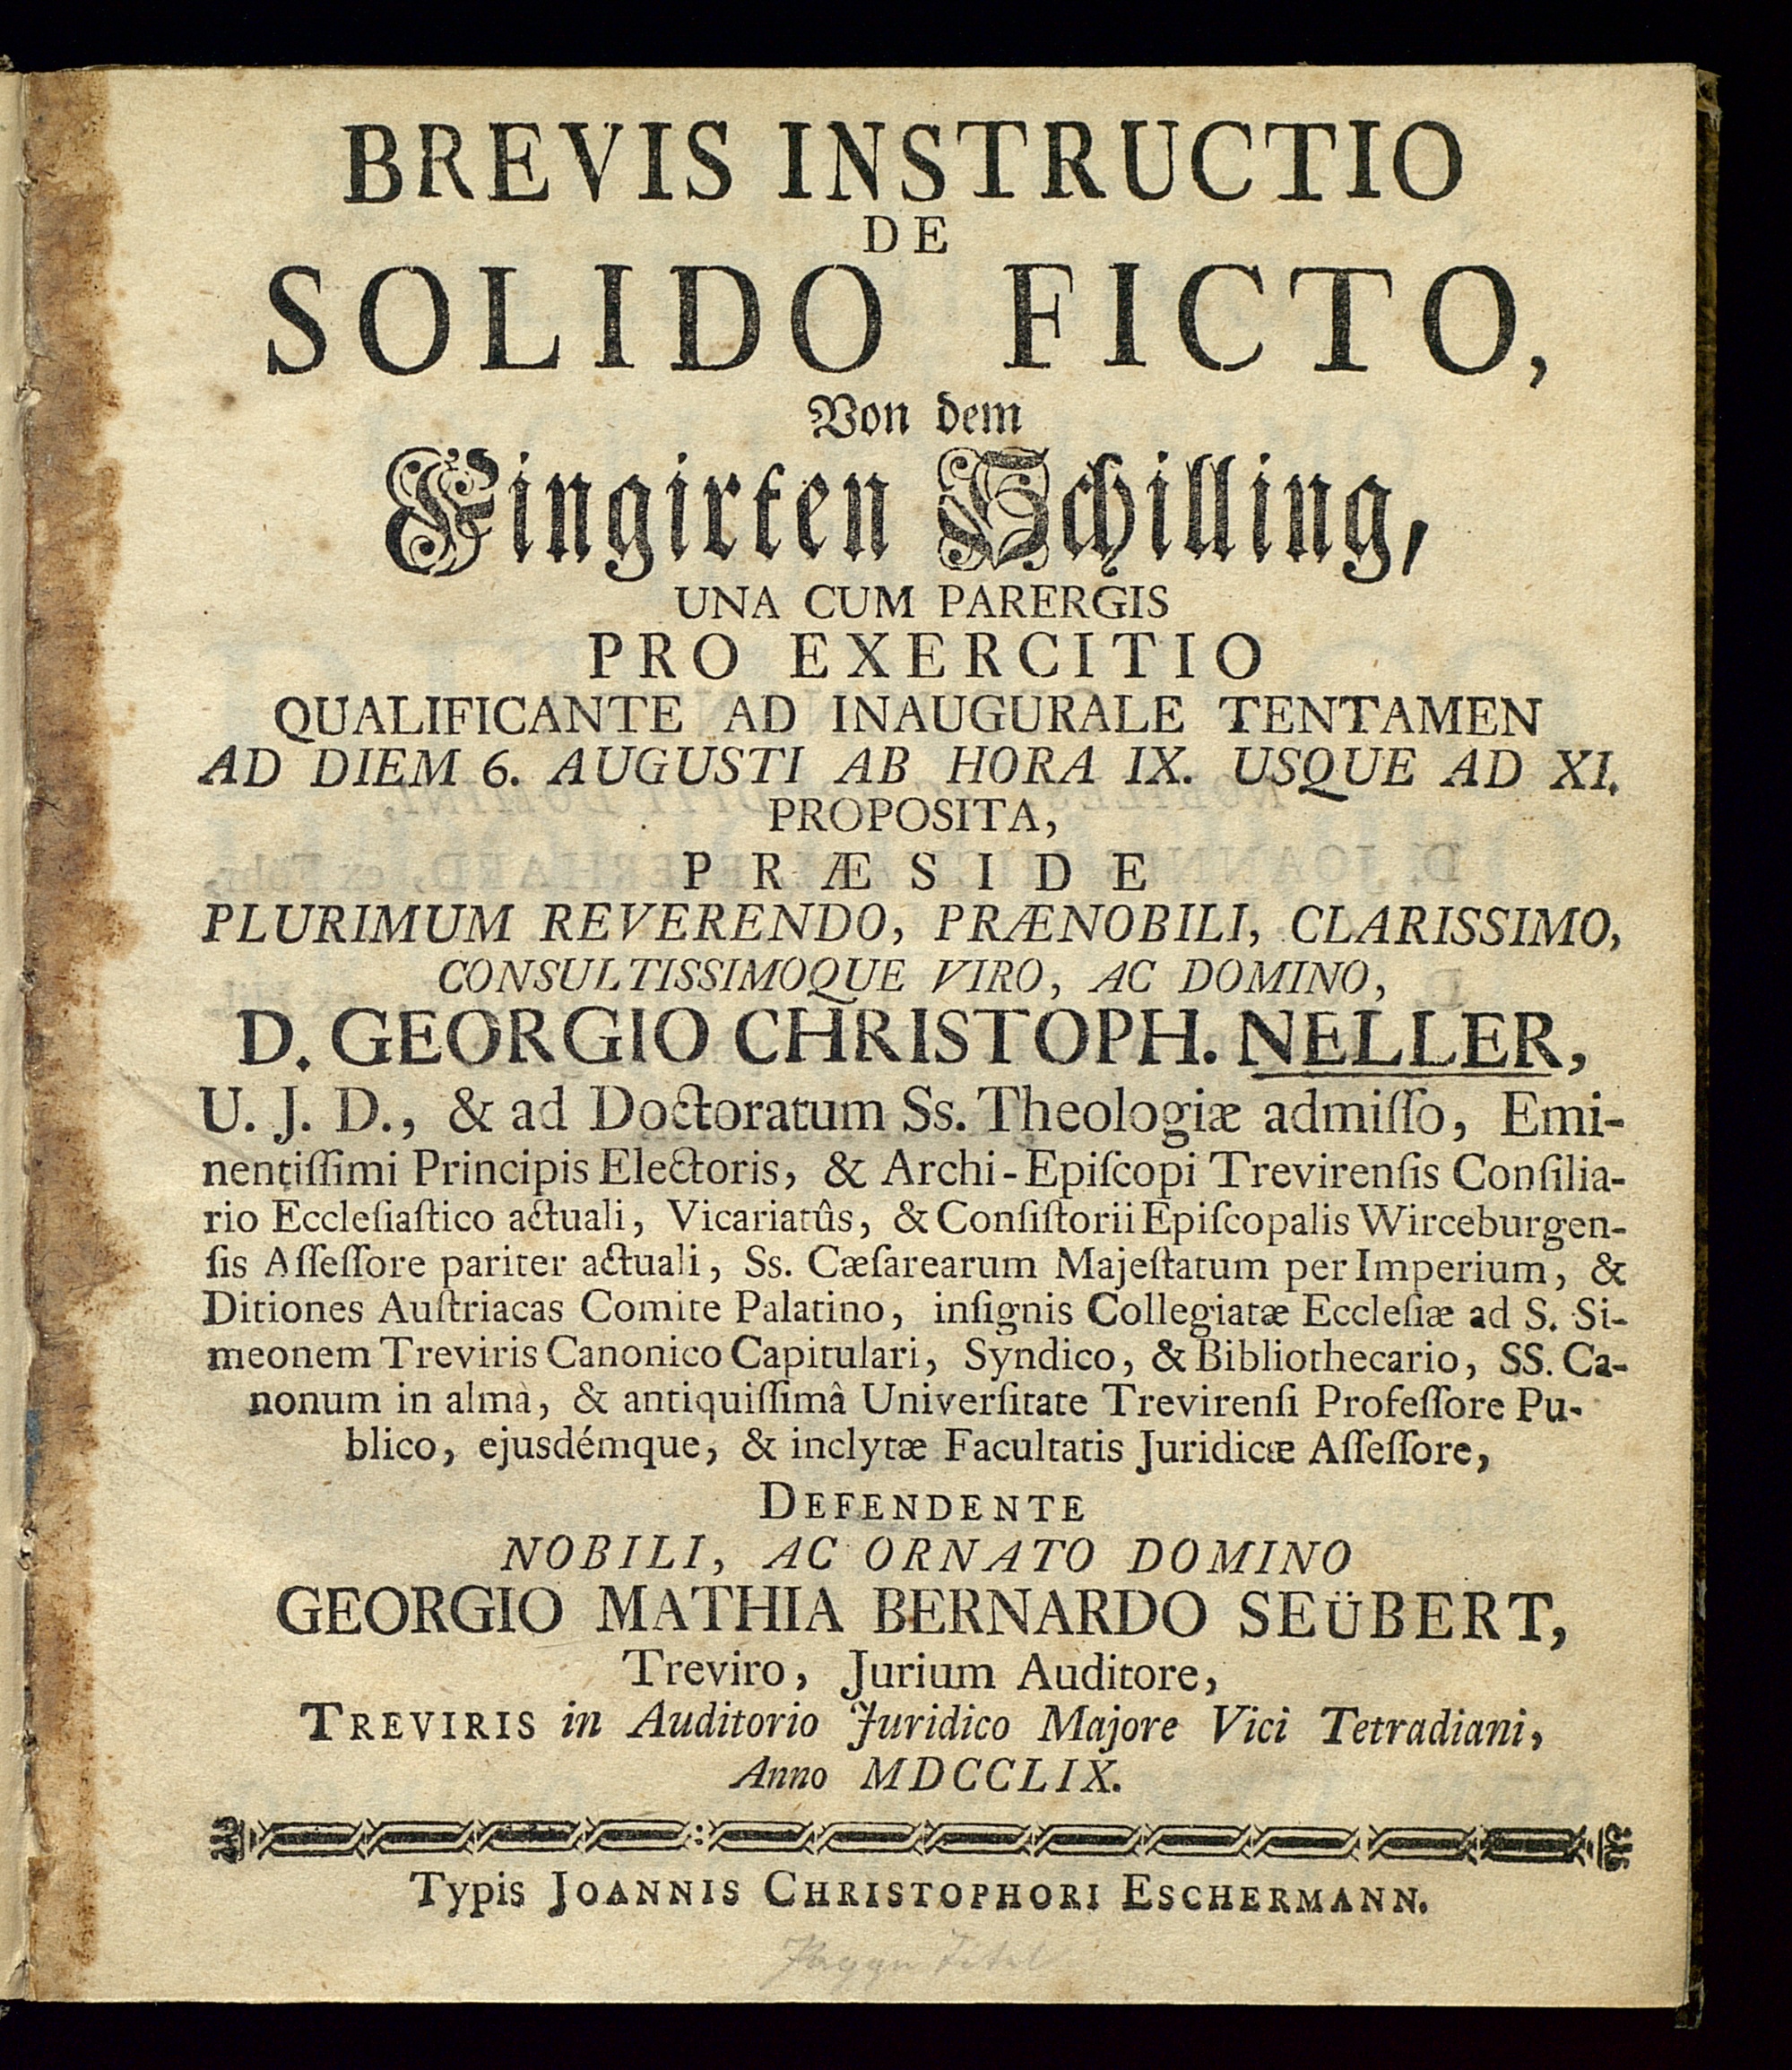 BREVIS INSTRUCTIO
DE
SOLIDO FICTO,
Von dem
Fingirten Schilling,
UNA CUM PARERGIS
PRO EXERCITIO
QUALIFICANTE AD INAUGURALE TENTAMEN
AD DIEM 6. AUGUSTI AB HORA IX. USQUE AD XI.
PROPOSITA,
PRÆSIDE
PLURIMUM REVERENDO, PRÆNOBILI, CLARISSIMO,
CONSULTISSIMOQUE VIRO, AC DOMINO,
D. GEORGIO CHRISTOPH. NELLER,
U. J. D., & ad Doctoratum Ss. Theologiæ admiſſo, Emi-
nentiſſimi Principis Electoris, & Archi-Epiſcopi Trevirenſis Conſilia-
rio Eccleſiaſtico actuali, Vicariatûs, & Conſiſtorii Epiſcopalis Wirceburgen-
ſis Aſſeſſore pariter actuali, Ss. Cæſarearum Majeſtatum per Imperium, &
Ditiones Auſtriacas Comite Palatino, inſignis Collegiatæ Eccleſiæ ad S. Si-
meonem Treviris Canonico Capitulari, Syndico, & Bibliothecario, SS. Ca-
nonum in almà, & antiquiſſimâ Univerſitate Trevirenſi Profeſſore Pu-
blico, ejusdémque, & inclytæ Facultatis Juridicæ Aſſeſſore,
DEFENDENTE
NOBILI, AC ORNATO DOMINO
GEORGIO MATHIA BERNARDO SEÜBERT,
Treviro, Jurium Auditore,
TREVIRIS in Auditorio Juridico Majore Vici Tetradiani,
Anno MDCCLIX.
Typis JOANNIS CHRISTOPHORI ESCHERMANN.